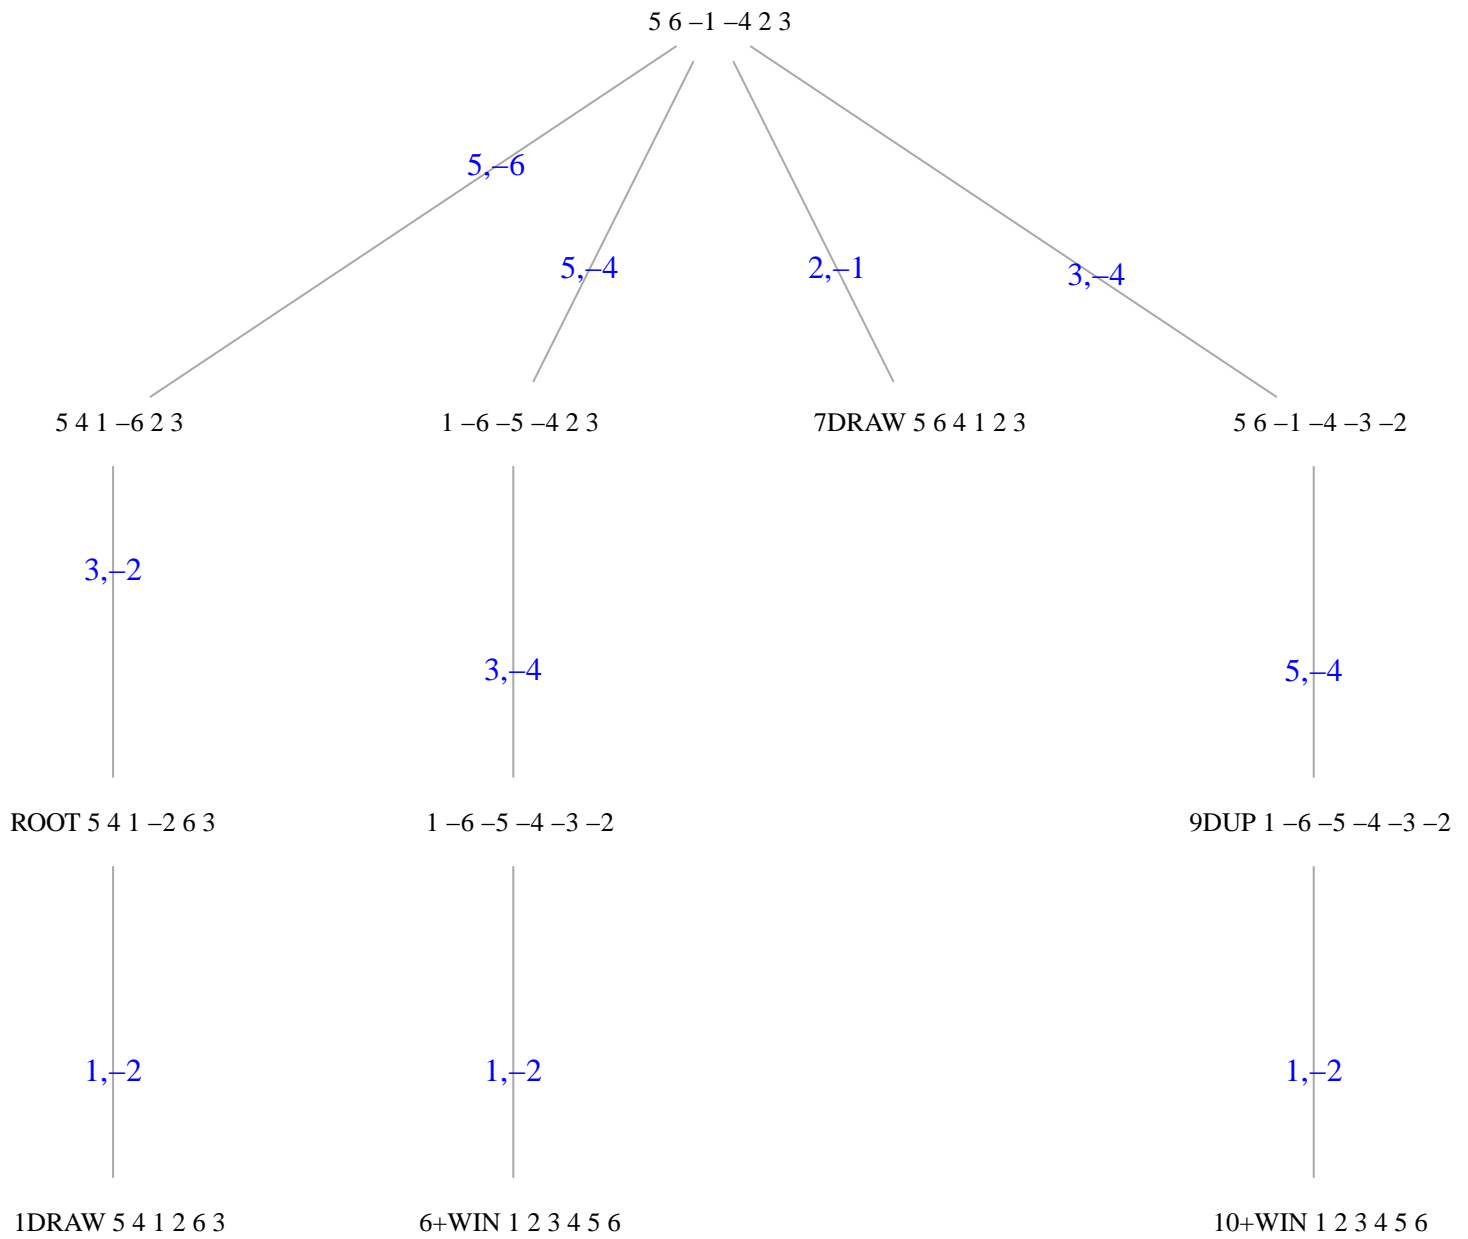 5 6 –1 –4 2 3
5,–6
5,–4
2,–1
3,–4
5 4 1 –6 2 3
1 –6 –5 –4 2 3
7DRAW 5 6 4 1 2 3
5 6 –1 –4 –3 –2
3,–2
3,–4
5,–4
ROOT 5 4 1 –2 6 3
1 –6 –5 –4 –3 –2
9DUP 1 –6 –5 –4 –3 –2
1,–2
1,–2
1,–2
1DRAW 5 4 1 2 6 3
6+WIN 1 2 3 4 5 6
10+WIN 1 2 3 4 5 6